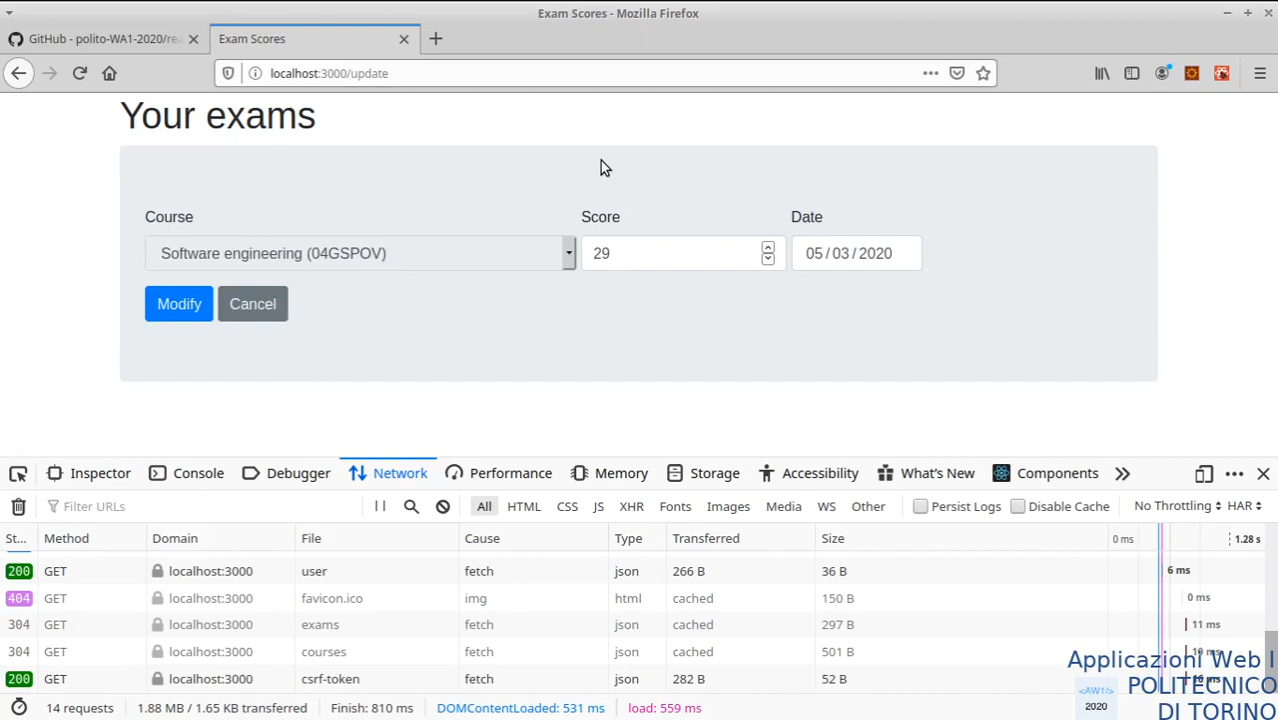 Exam Scores - Mozilla Firefox
GitHub - polito-WA1-2020/re
Exam Scores
localhost:3000/update
Your exams
Course
Score
Date
Software engineering (04GSPOV)
29
05/03/2020
Modify
Cancel
Inspector
Console
Debugger
Network
Performance
Memory
Storage
Accessibility
What's New
Components
Filter URLs
All
HTML
CSS
JS
XHR
Fonts
Images
Media
WS
Other
Persist Logs
Disable Cache
No Throttling
HAR
St... Method Domain File Cause Type Transferred Size 0 ms 1.28 s
200 GET localhost:3000 user fetch json 266 B 36 B 6 ms
404 GET localhost:3000 favicon.ico img html cached 150 B 0 ms
304 GET localhost:3000 exams fetch json cached 297 B 11 ms
304 GET localhost:3000 courses fetch json cached 501 B
200 GET localhost:3000 csrf-token fetch json 282 B 52 B
14 requests
1.88 MB / 1.65 KB transferred
Finish: 810 ms
DOMContentLoaded: 531 ms
load: 559 ms
Applicazioni Web I
POLITECNICO
DI TORINO
<AW1/>
2020